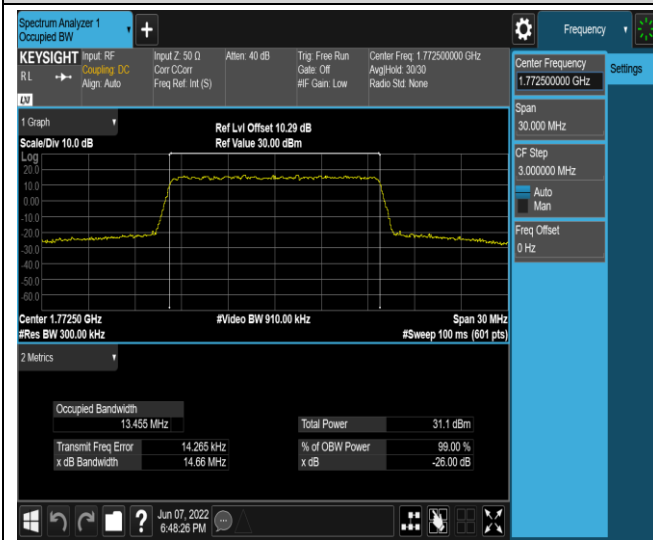 Spectrum Analyzer 1
Occupied BW
+
Frequency
KEYSIGHT
RL
LXI
Input: RF
Coupling: DC
Align: Auto
Input Z: 50 Ω
Corr CCorr
Freq Ref: Int (S)
Atten: 40 dB
Trig: Free Run
Gate: Off
#IF Gain: Low
Center Freq: 1.772500000 GHz
Avg|Hold: 30/30
Radio Std: None
Center Frequency
1.772500000 GHz
Settings
Span
30.000 MHz
CF Step
3.000000 MHz
Auto
Man
Freq Offset
0 Hz
1 Graph
Scale/Div 10.0 dB
Ref Lvl Offset 10.29 dB
Ref Value 30.00 dBm
Log
20.0
10.0
0.00
-10.0
-20.0
-30.0
-40.0
-50.0
-60.0
Center 1.77250 GHz
#Video BW 910.00 kHz
Span 30 MHz
#Res BW 300.00 kHz
#Sweep 100 ms (601 pts)
2 Metrics
Occupied Bandwidth
13.455 MHz
Total Power 31.1 dBm
Transmit Freq Error 14.265 kHz
% of OBW Power 99.00 %
x dB Bandwidth 14.66 MHz
x dB -26.00 dB
?
Jun 07, 2022
6:48:26 PM